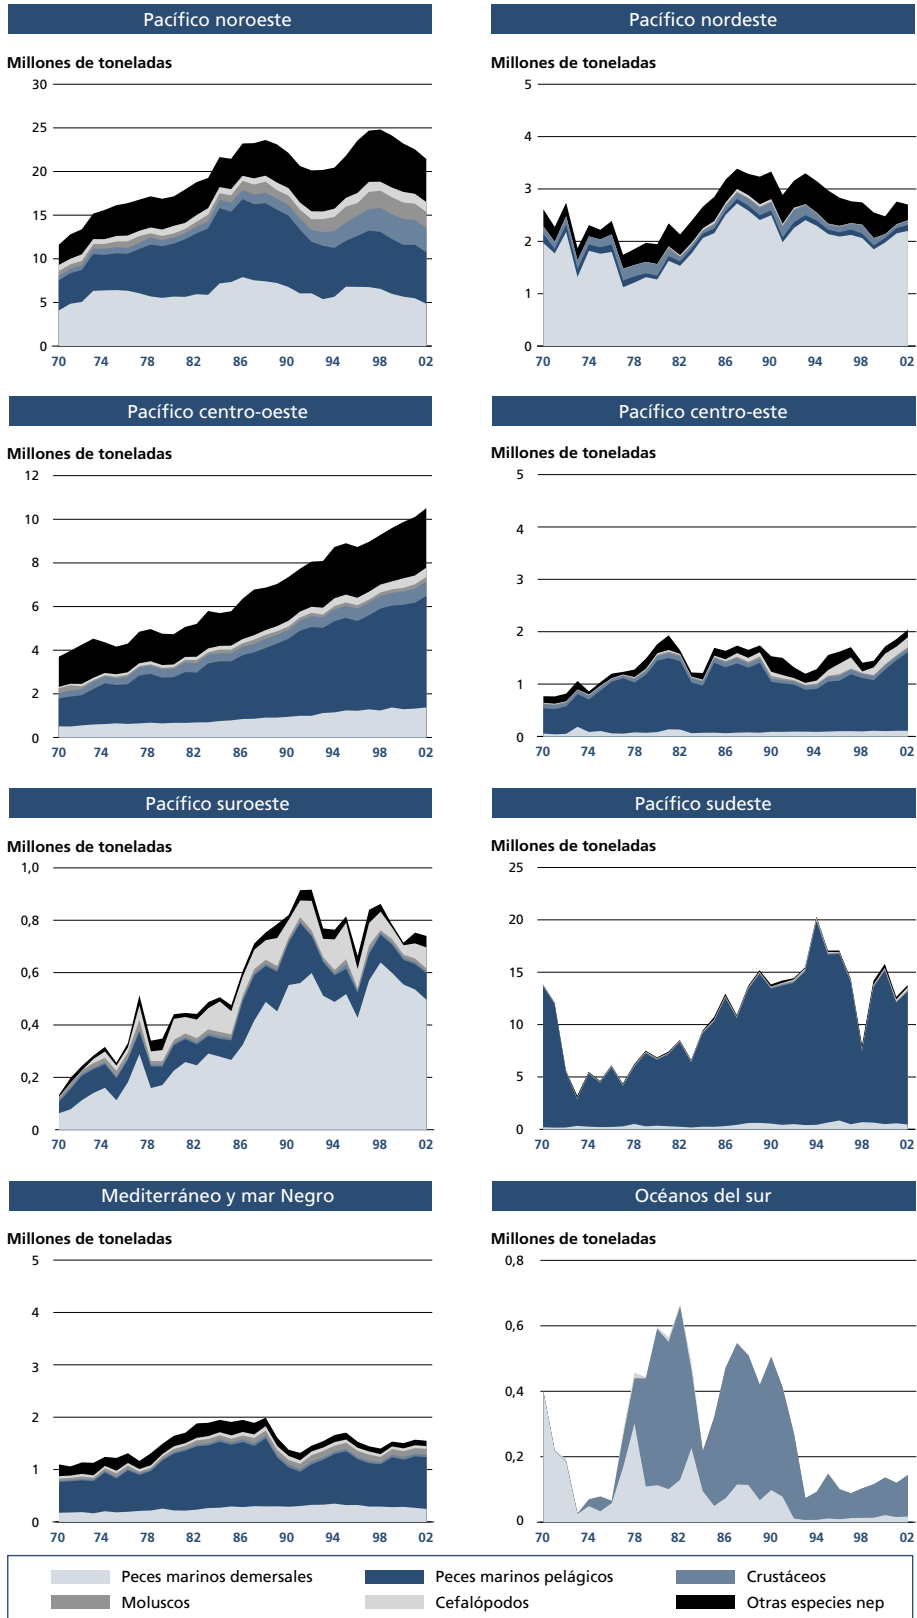 Pacífico noroeste
Millones de toneladas
30
25
20
15
10
5
0
70 74 78 82 86 90 94 98 02
Pacífico nordeste
Millones de toneladas
5
4
3
2
1
0
70 74 78 82 86 90 94 98 02
Pacífico centro-oeste
Millones de toneladas
12
10
8
6
4
2
0
70 74 78 82 86 90 94 98 02
Pacífico centro-este
Millones de toneladas
5
4
3
2
1
0
70 74 78 82 86 90 94 98 02
Pacífico suroeste
Millones de toneladas
1,0
0,8
0,6
0,4
0,2
0
70 74 78 82 86 90 94 98 02
Pacífico sudeste
Millones de toneladas
25
20
15
10
5
0
70 74 78 82 86 90 94 98 02
Mediterráneo y mar Negro
Millones de toneladas
5
4
3
2
1
0
70 74 78 82 86 90 94 98 02
Océanos del sur
Millones de toneladas
0,8
0,6
0,4
0,2
0
70 74 78 82 86 90 94 98 02
Peces marinos demersales
Peces marinos pelágicos
Crustáceos
Moluscos
Cefalópodos
Otras especies nep